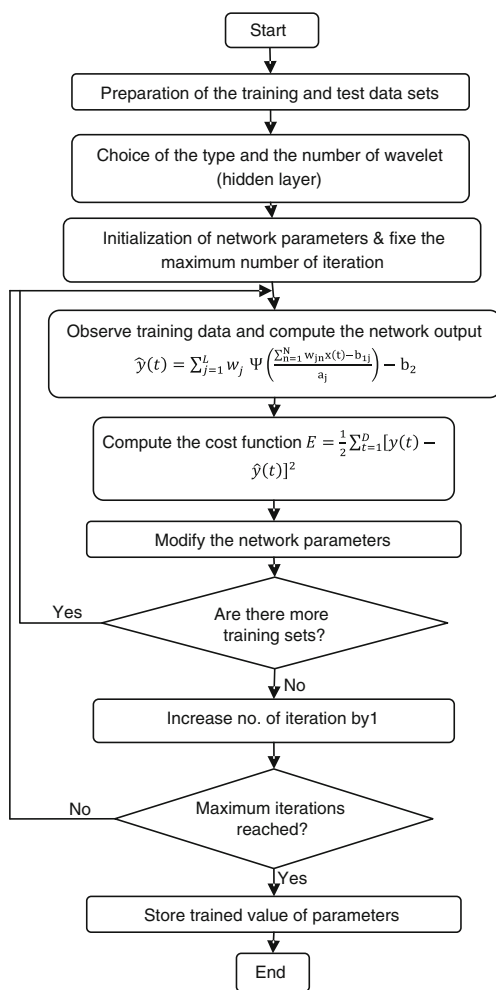 Start
Preparation of the training and test data sets
Choice of the type and the number of wavelet
(hidden layer)
Initialization of network parameters & fixe the
maximum number of iteration
Observe training data and compute the network output
ŷ(t) = ∑_{j=1}^{L} w_j Ψ((∑_{n=1}^{N} w_{jn}x(t)−b_{1j})/a_j) − b_2
Compute the cost function E = 1/2 ∑_{t=1}^{D}[y(t) −
ŷ(t)]^2
Modify the network parameters
Yes
Are there more
training sets?
No
Increase no. of iteration by1
No
Maximum iterations
reached?
Yes
Store trained value of parameters
End